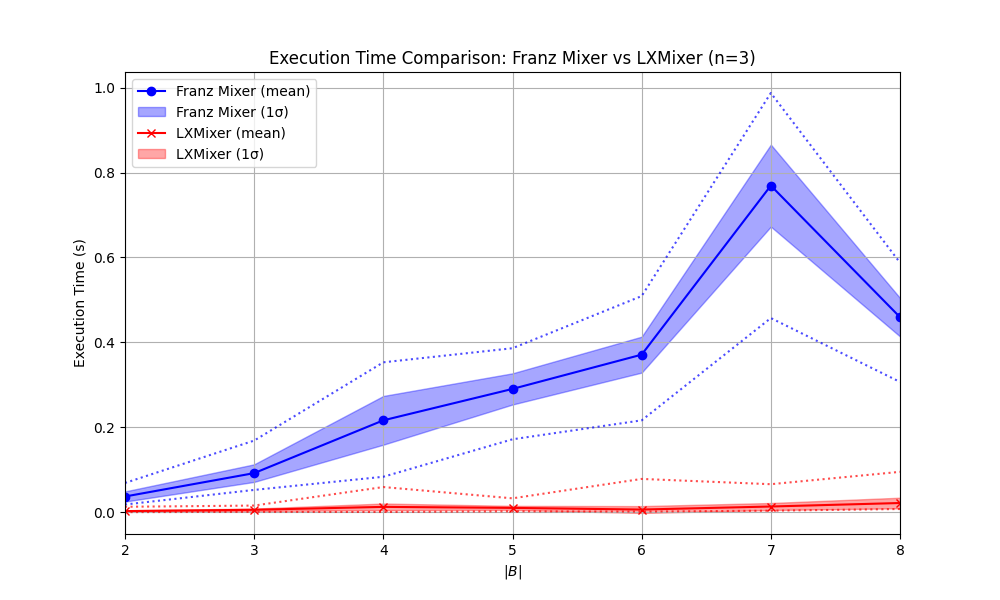 Execution Time Comparison: Franz Mixer vs LXMixer (n=3)
Franz Mixer (mean)
Franz Mixer (1σ)
LXMixer (mean)
LXMixer (1σ)
Execution Time (s)
1.0
0.8
0.6
0.4
0.2
0.0
2 3 4 5 6 7 8
|B|